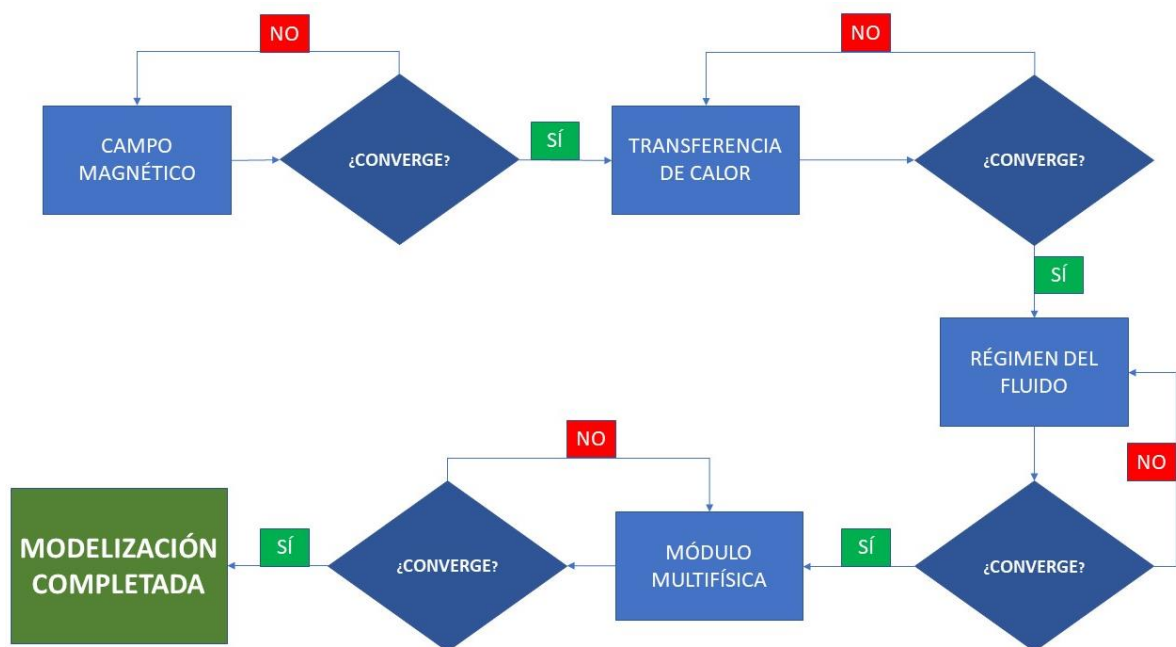 NO
CAMPO
MAGNÉTICO
¿CONVERGE?
SÍ
NO
TRANSFERENCIA
DE CALOR
¿CONVERGE?
SÍ
RÉGIMEN DEL
FLUIDO
NO
¿CONVERGE?
SÍ
MÓDULO
MULTIFÍSICA
NO
¿CONVERGE?
SÍ
MODELIZACIÓN
COMPLETADA